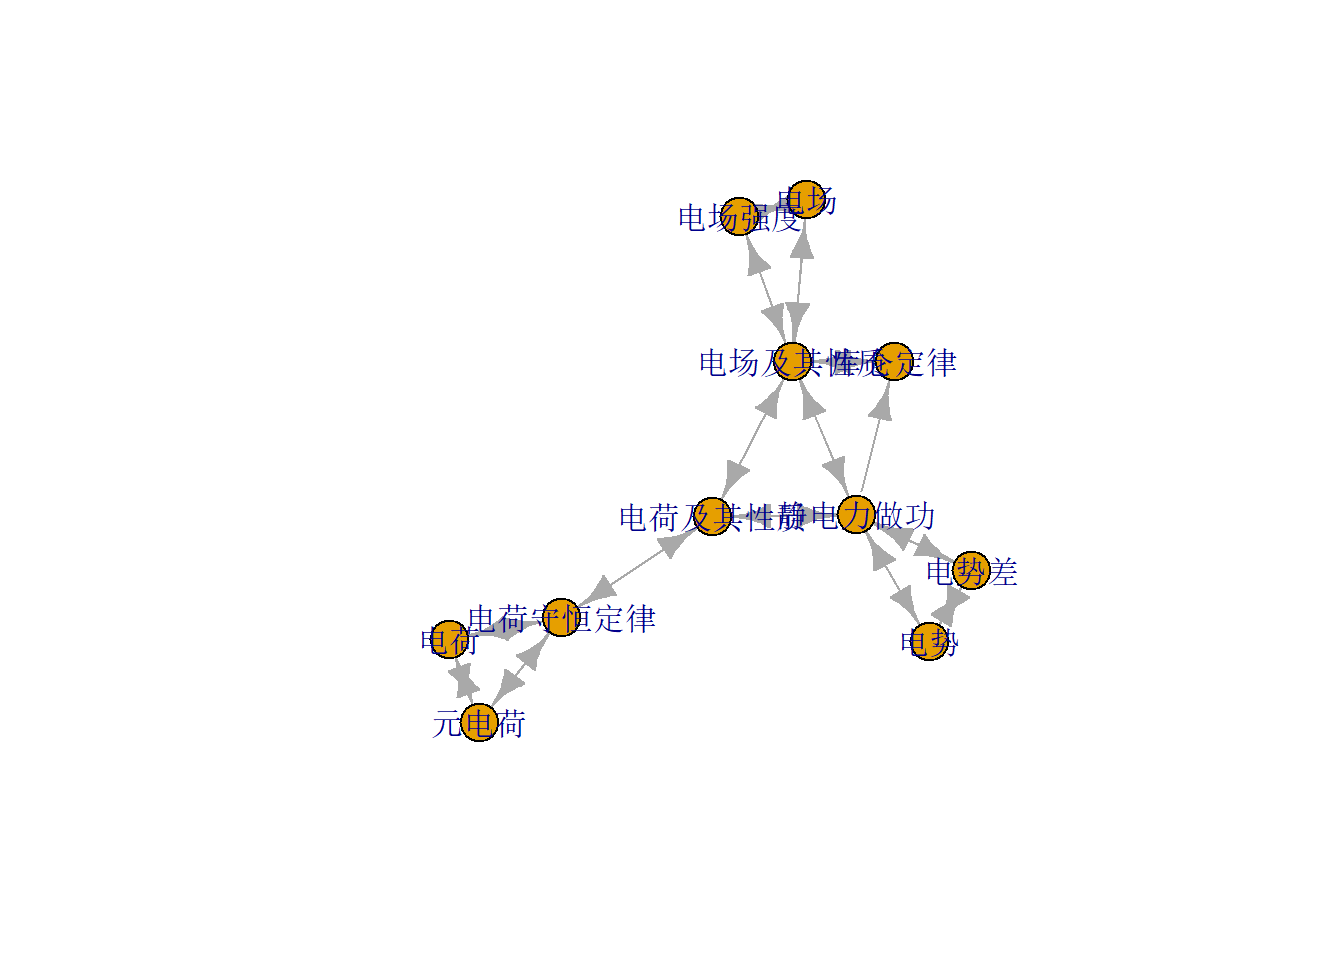 电场
电场强度
电场及其性质
库仑定律
电荷及其性质
静电力做功
电势差
电荷守恒定律
电荷
电势
元电荷